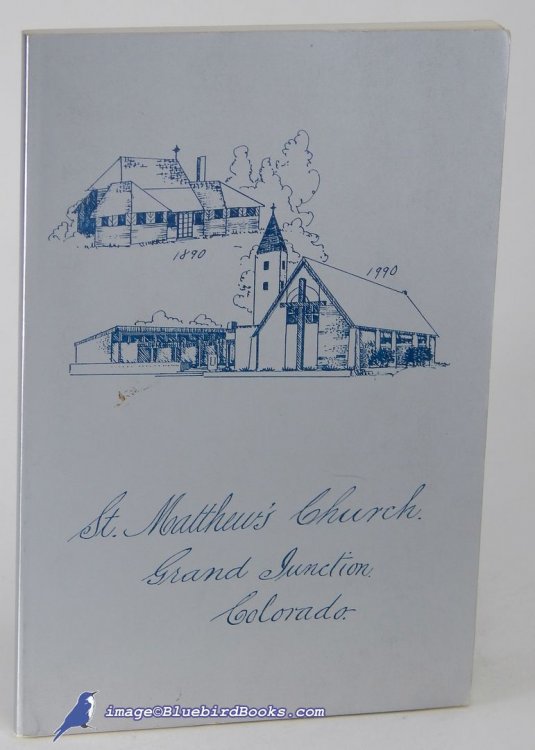 1890
1990
St. Matthew's Church.
Grand Junction.
Colorado.
image©BluebirdBooks.com